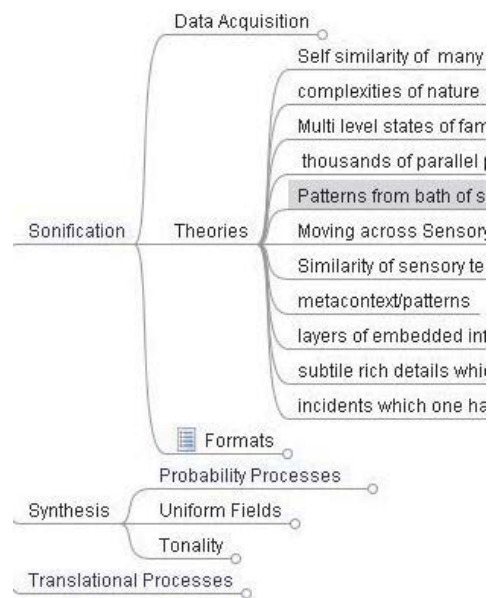 Data Acquisition
Self similarity of many
complexities of nature
Multi level states of fam
thousands of parallel
Patterns from bath of s
Sonification
Theories
Moving across Sensory
Similarity of sensory te
metacontext/patterns
layers of embedded inf
subtile rich details whic
incidents which one ha
Formats
Probability Processes
Synthesis
Uniform Fields
Tonality
Translational Processes